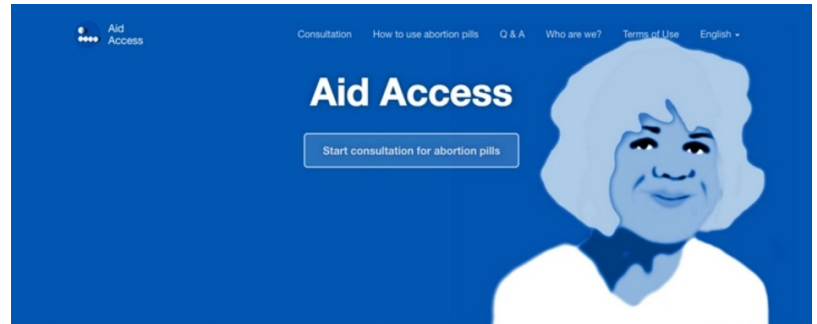 Aid
Access
Consultation How to use abortion pills Q & A Who are we? Terms of Use English
Aid Access
Start consultation for abortion pills